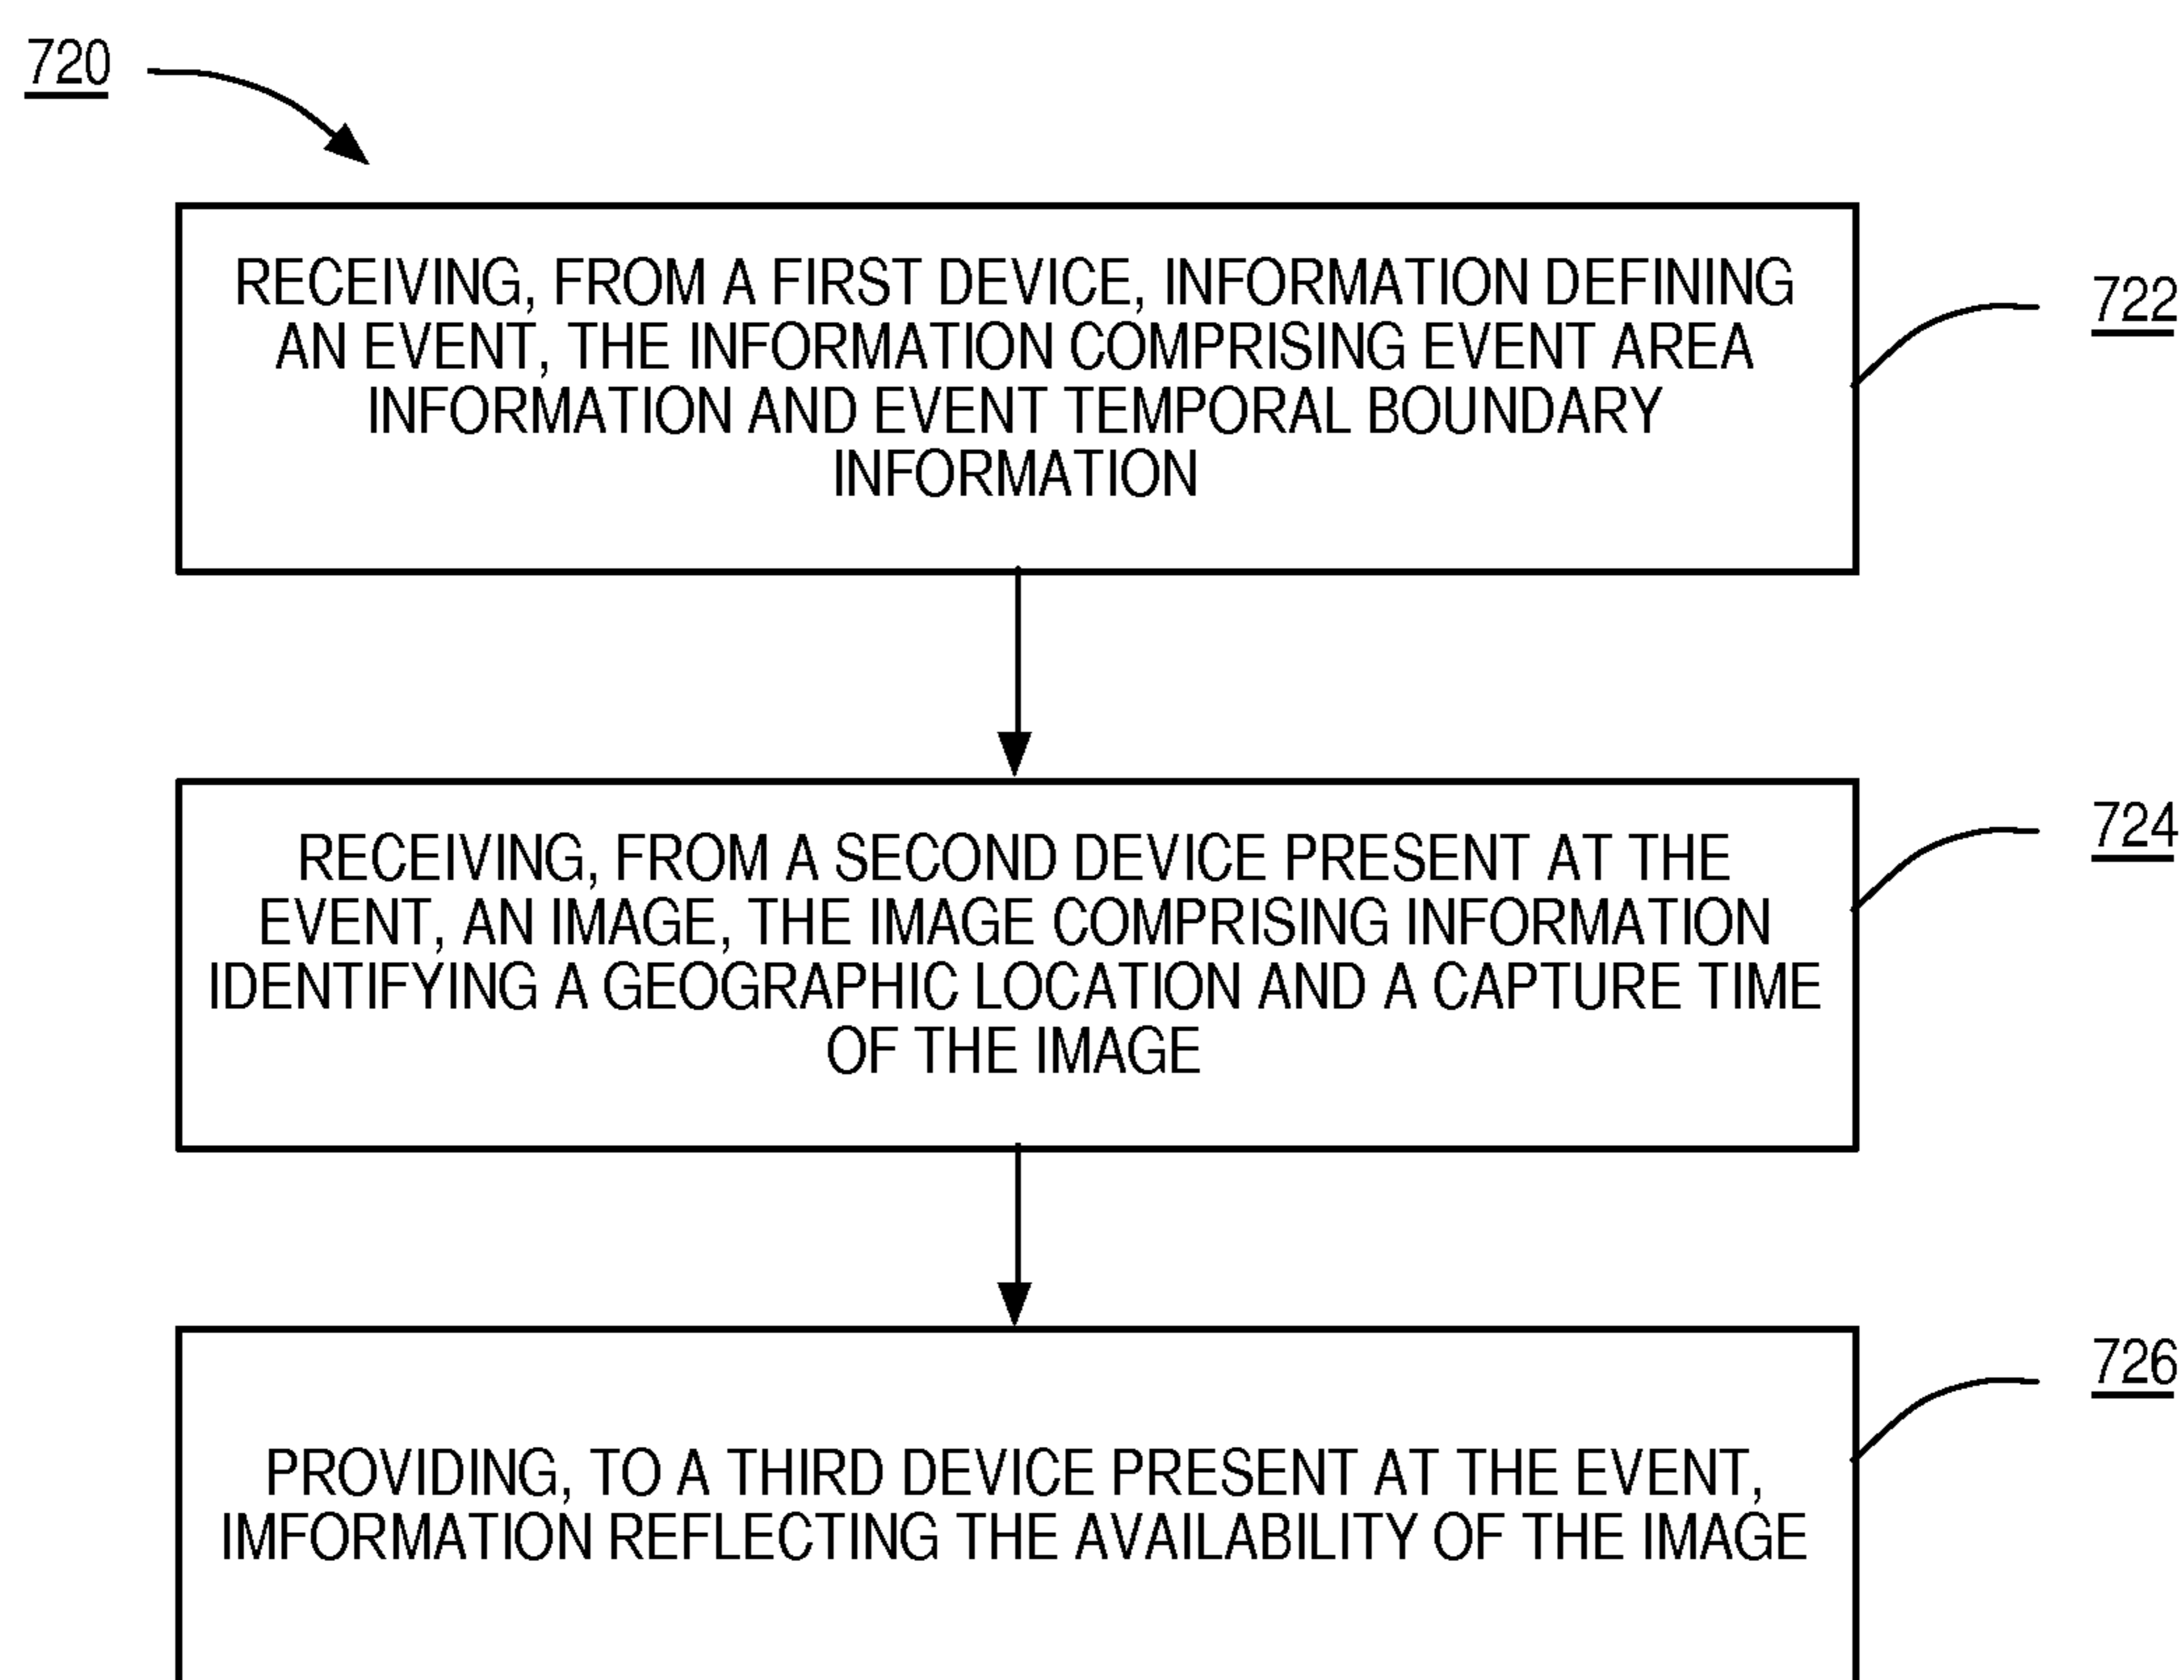 720
RECEIVING, FROM A FIRST DEVICE, INFORMATION DEFINING
AN EVENT, THE INFORMATION COMPRISING EVENT AREA
INFORMATION AND EVENT TEMPORAL BOUNDARY
INFORMATION
722
RECEIVING, FROM A SECOND DEVICE PRESENT AT THE
EVENT, AN IMAGE, THE IMAGE COMPRISING INFORMATION
IDENTIFYING A GEOGRAPHIC LOCATION AND A CAPTURE TIME
OF THE IMAGE
724
PROVIDING, TO A THIRD DEVICE PRESENT AT THE EVENT,
IMFORMATION REFLECTING THE AVAILABILITY OF THE IMAGE
726